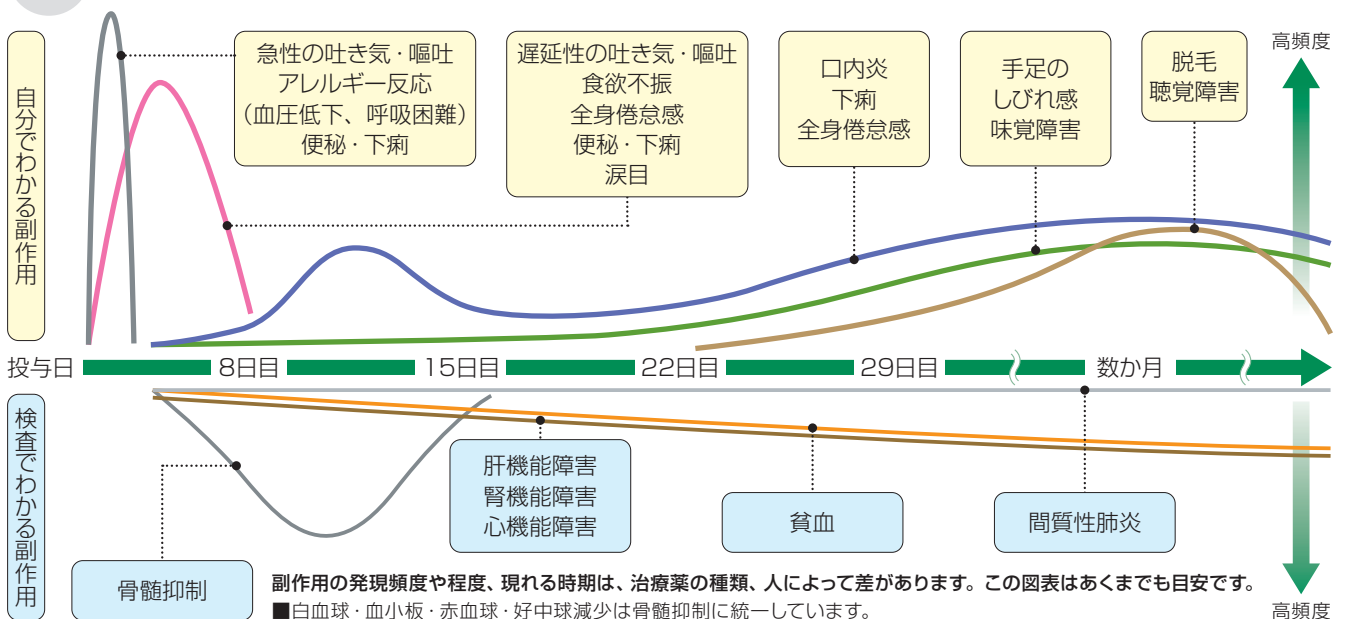 自分でわかる副作用
急性の吐き気・嘔吐
アレルギー反応
（血圧低下、呼吸困難）
便秘・下痢
遅延性の吐き気・嘔吐
食欲不振
全身倦怠感
便秘・下痢
涙目
口内炎
下痢
全身倦怠感
手足の
しびれ感
味覚障害
脱毛
聴覚障害
高頻度
投与日 8日目 15日目 22日目 29日目 数か月
検査でわかる副作用
骨髄抑制
肝機能障害
腎機能障害
心機能障害
貧血
間質性肺炎
高頻度
副作用の発現頻度や程度、現れる時期は、治療薬の種類、人によって差があります。この図表はあくまでも目安です。
■白血球・血小板・赤血球・好中球減少は骨髄抑制に統一しています。